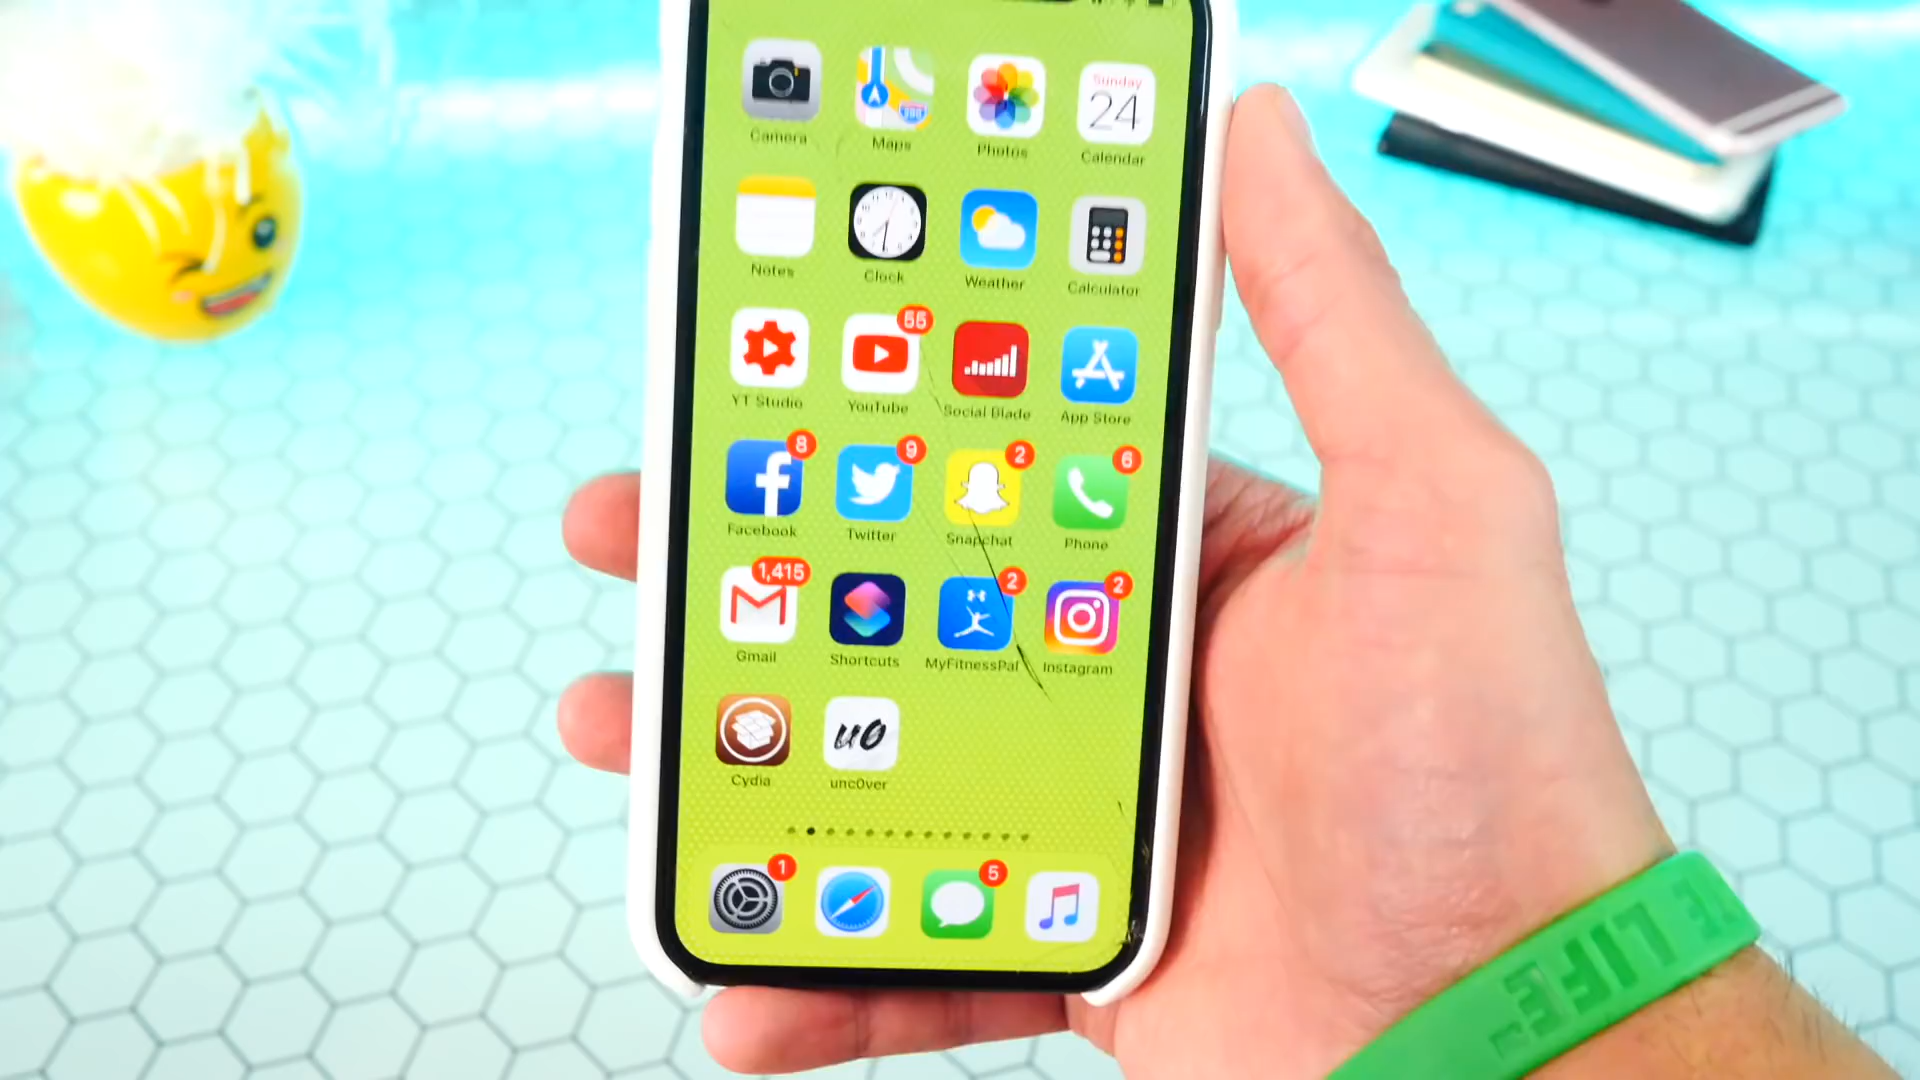 Camera
Maps
Photos
Sunday
24
Calendar
Notes
Clock
Weather
Calculator
55
YT Studio
YouTube
Social Blade
App Store
8
9
2
6
Facebook
Twitter
Snapchat
Phone
1,415
2
2
Gmail
Shortcuts
MyFitnessPal
Instagram
u0
Cydia
unc0ver
1
5
LIFE